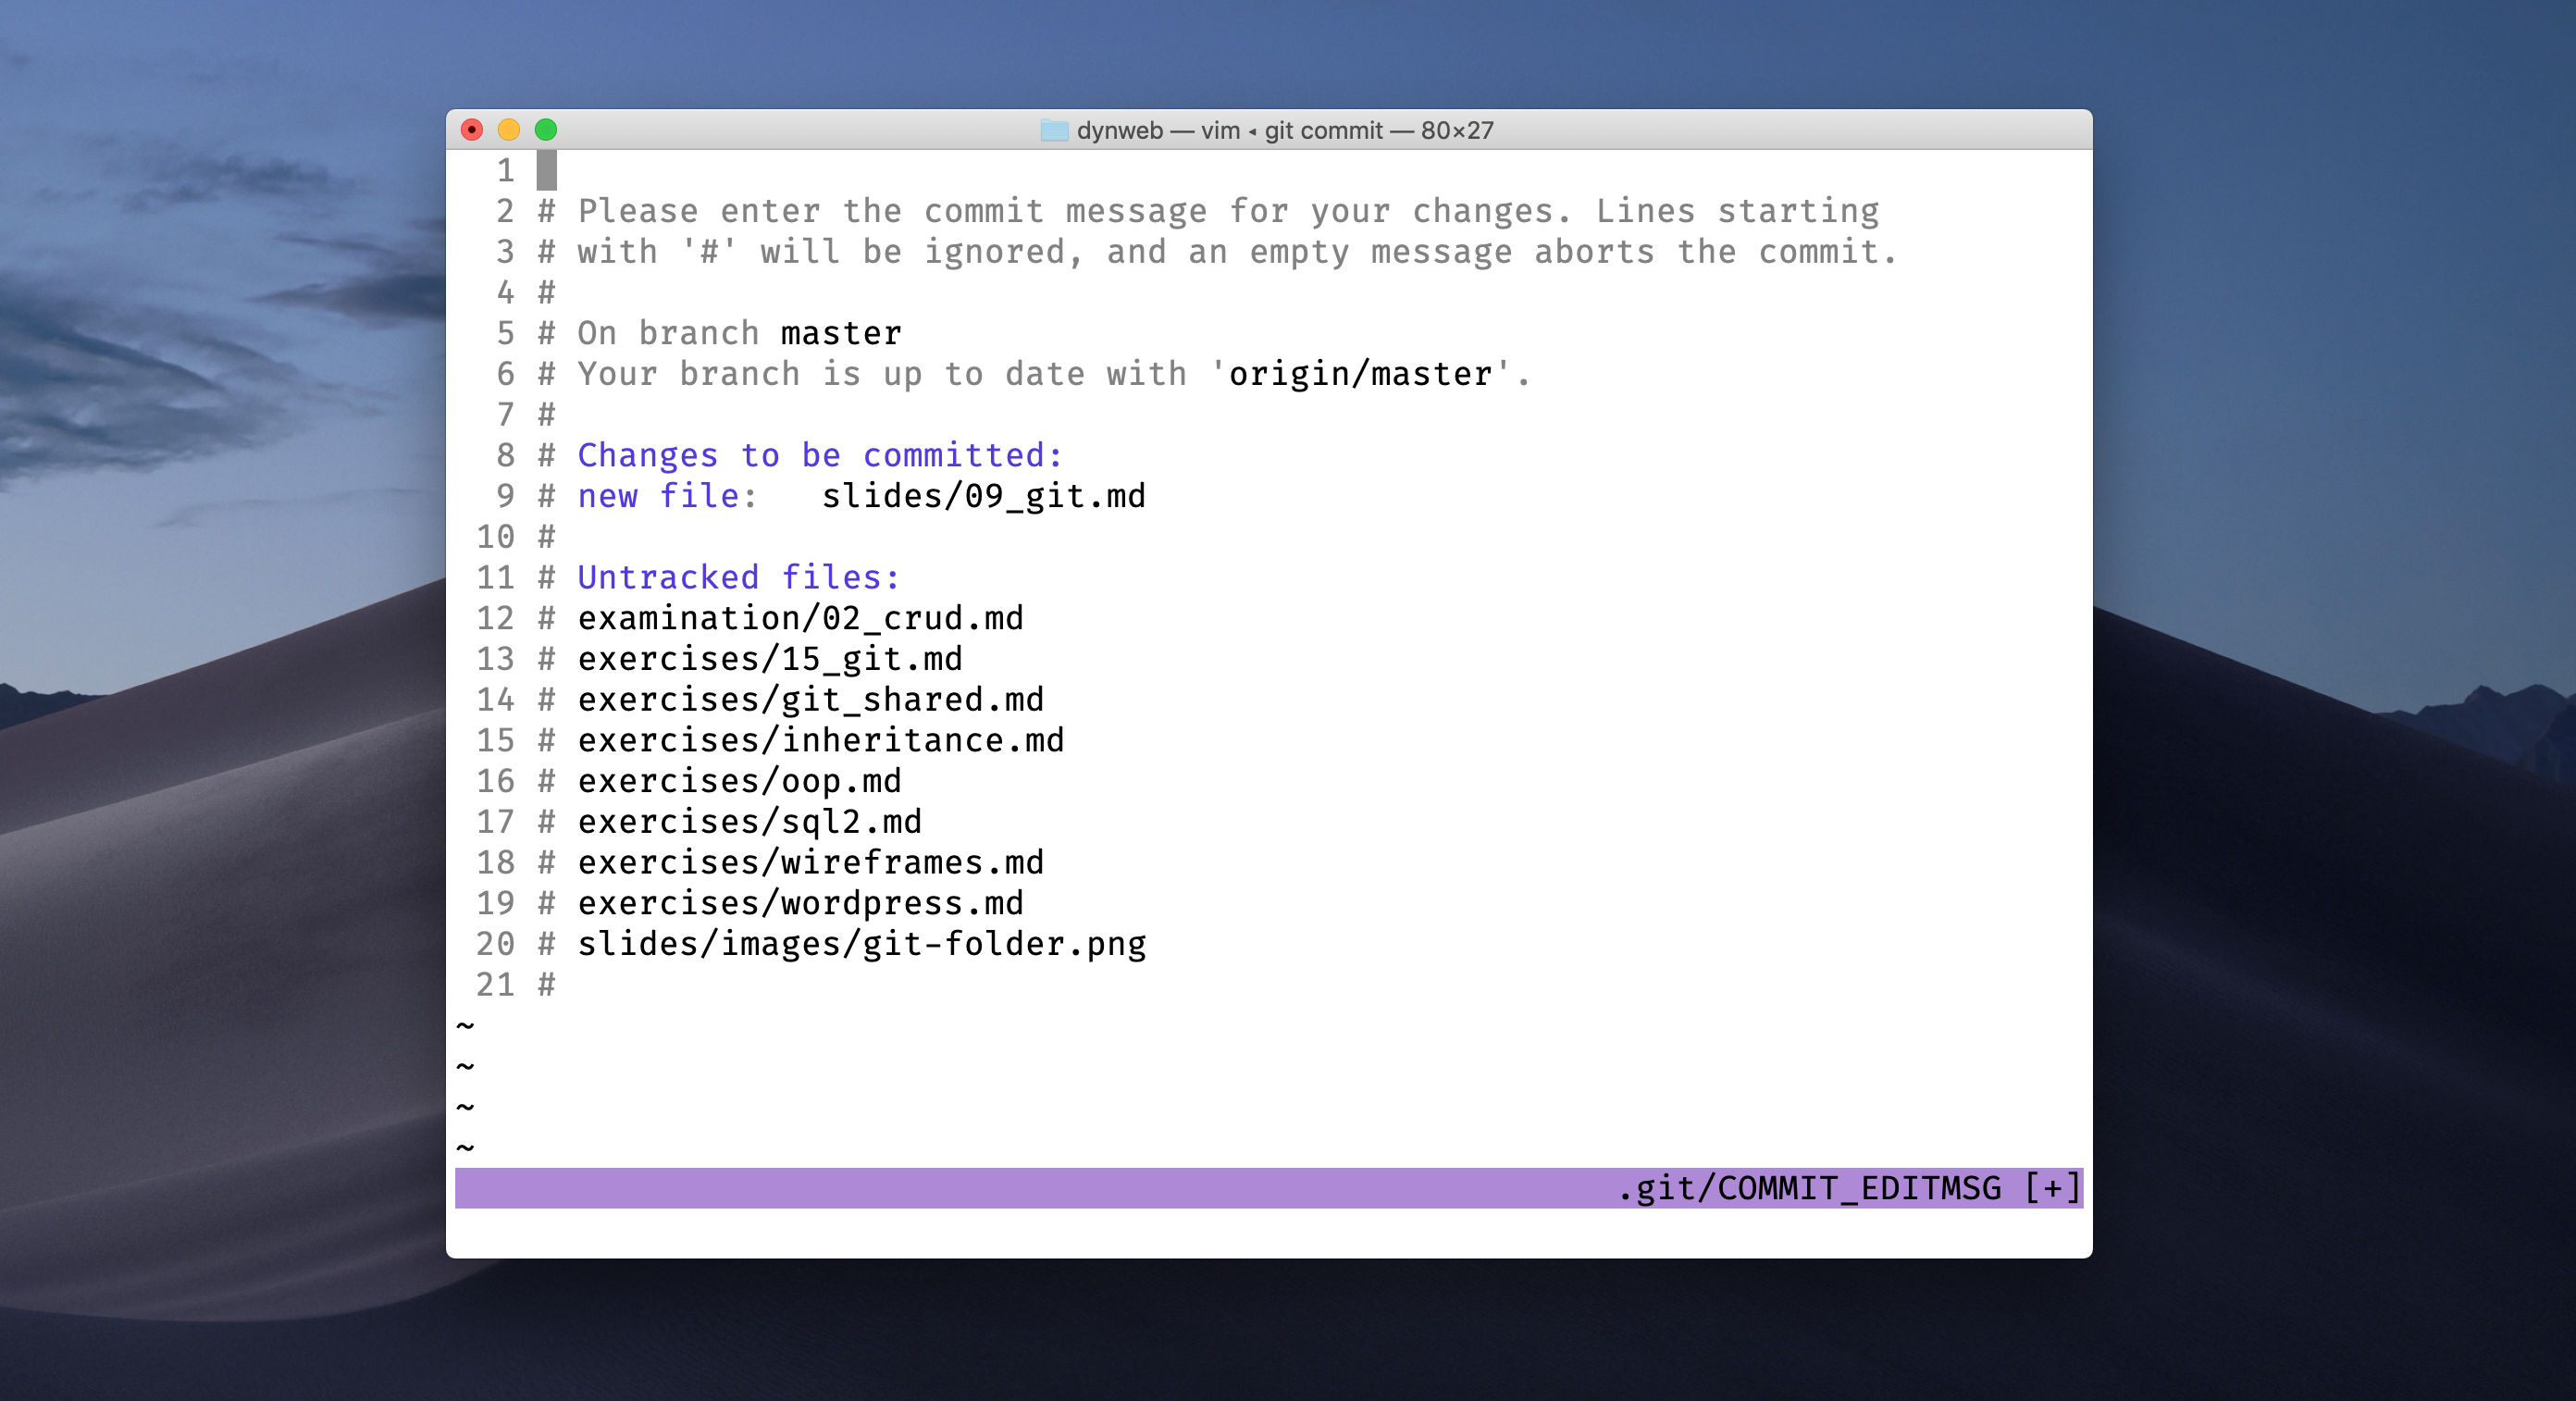 dynweb — vim ◂ git commit — 80×27
1
2 # Please enter the commit message for your changes. Lines starting
3 # with '#' will be ignored, and an empty message aborts the commit.
4 #
5 # On branch master
6 # Your branch is up to date with 'origin/master'.
7 #
8 # Changes to be committed:
9 # new file:   slides/09_git.md
10 #
11 # Untracked files:
12 # examination/02_crud.md
13 # exercises/15_git.md
14 # exercises/git_shared.md
15 # exercises/inheritance.md
16 # exercises/oop.md
17 # exercises/sql2.md
18 # exercises/wireframes.md
19 # exercises/wordpress.md
20 # slides/images/git-folder.png
21 #
~
~
~
~
.git/COMMIT_EDITMSG [+]